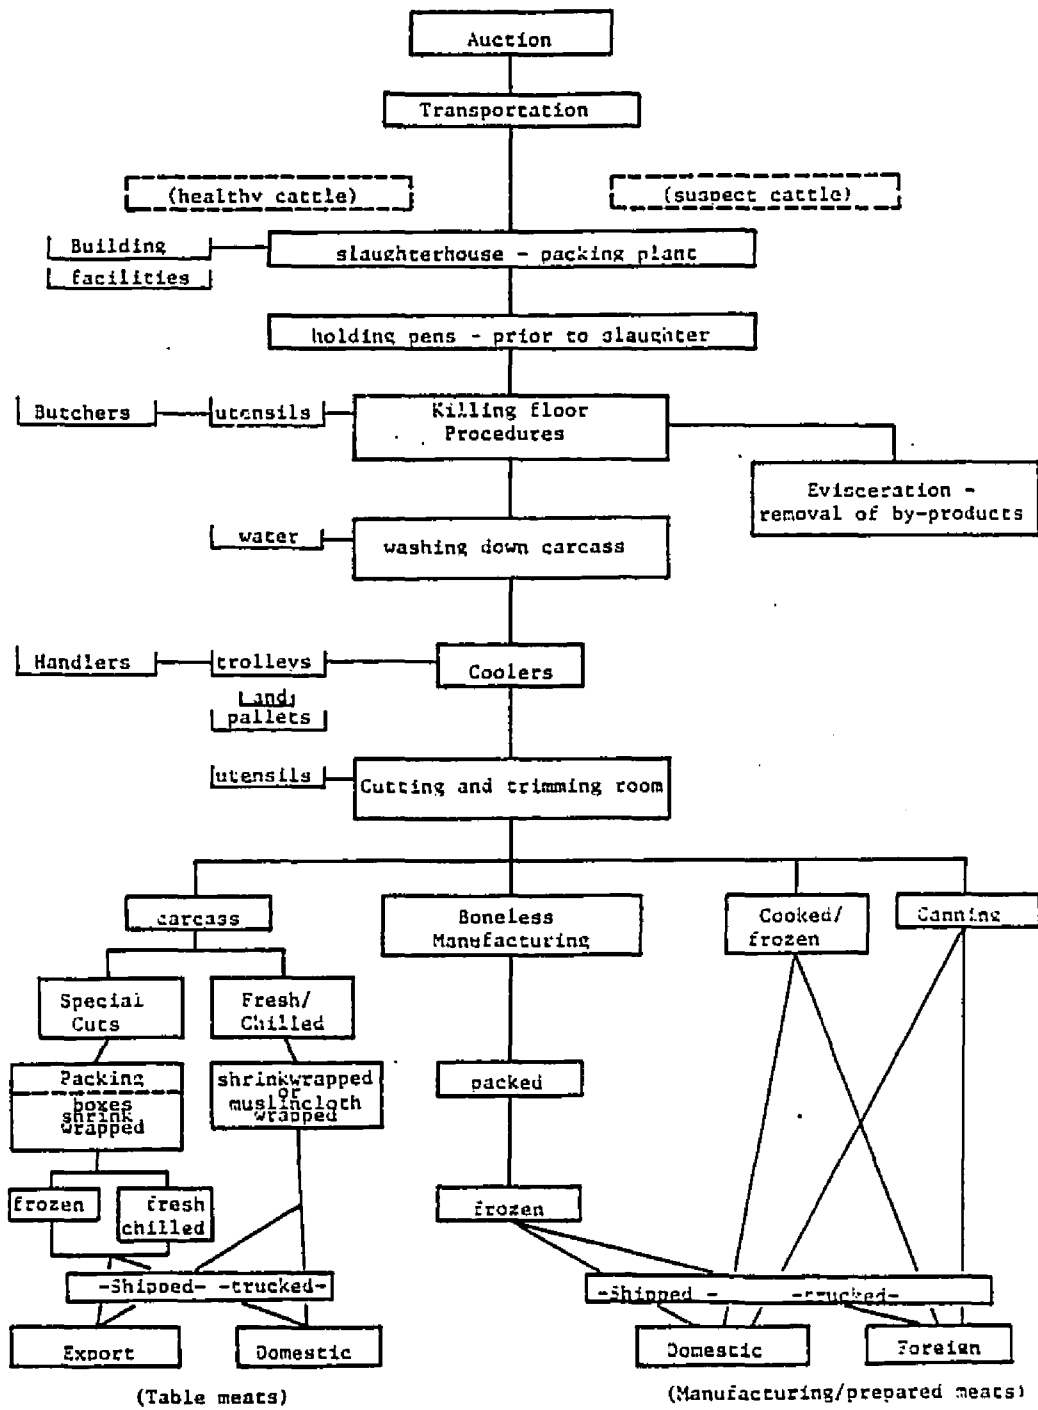 Auction
Transportation
(healthy cattle)
(suspect cattle)
Building
facilities
slaughterhouse - packing plant
holding pens - prior to slaughter
Butchers
utensils
Killing floor
Procedures
Evisceration -
removal of by-products
water
washing down carcass
Handlers
trolleys
and
pallets
Coolers
utensils
Cutting and trimming room
carcass
Boneless
Manufacturing
Cooked/
frozen
Canning
Special
Cuts
Fresh/
Chilled
Packing
boxes
shrink
wrapped
shrinkwrapped
or
muslincloth
wrapped
packed
frozen
fresh
chilled
frozen
-Shipped- -trucked-
-Shipped - -trucked-
Export
Domestic
Domestic
Foreign
(Table meats)
(Manufacturing/prepared meats)